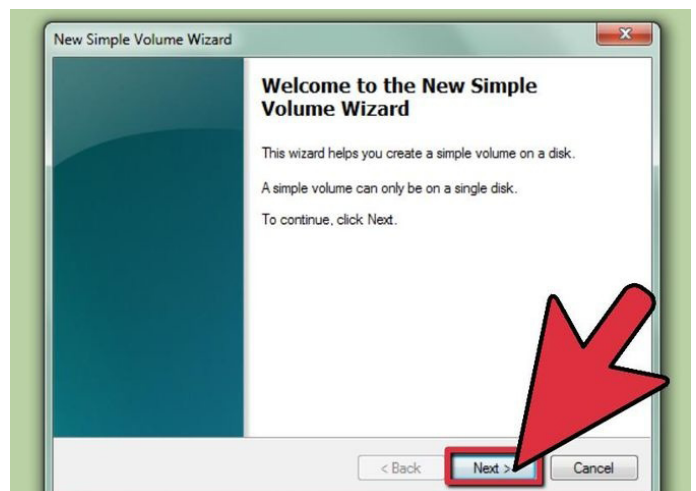 New Simple Volume Wizard
Welcome to the New Simple
Volume Wizard
This wizard helps you create a simple volume on a disk.
A simple volume can only be on a single disk.
To continue, click Next.
< Back
Next >
Cancel